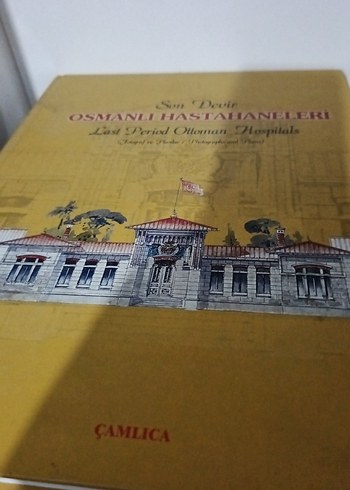 Son Devir
OSMANLI HASTAHANELERİ
Last Period Ottoman Hospitals
ÇAMLICA